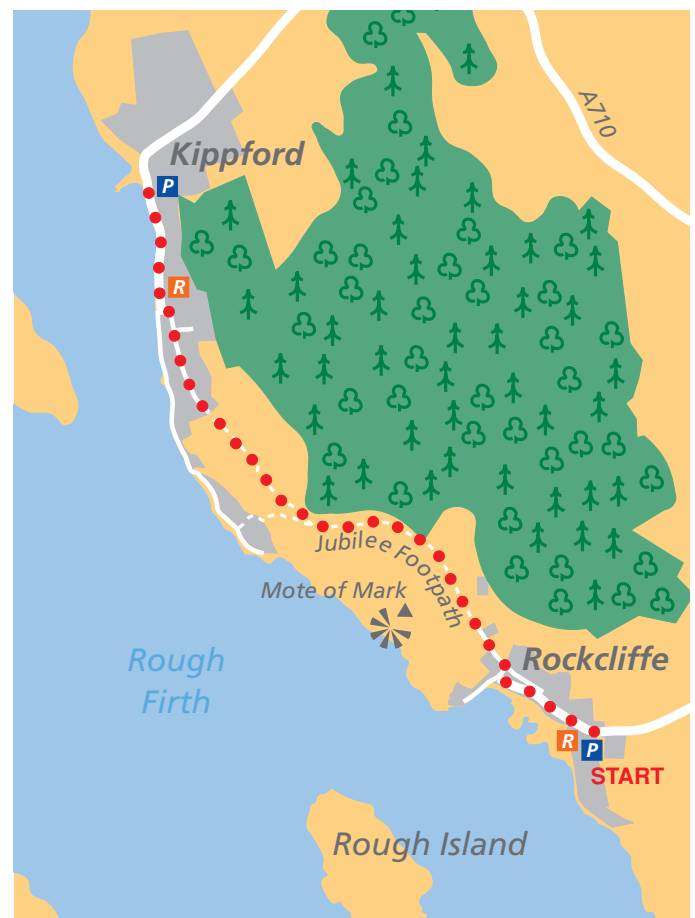 A710
Kippford
P
R
Jubilee Footpath
Mote of Mark
Rockcliffe
Rough
Firth
R
P
START
Rough Island